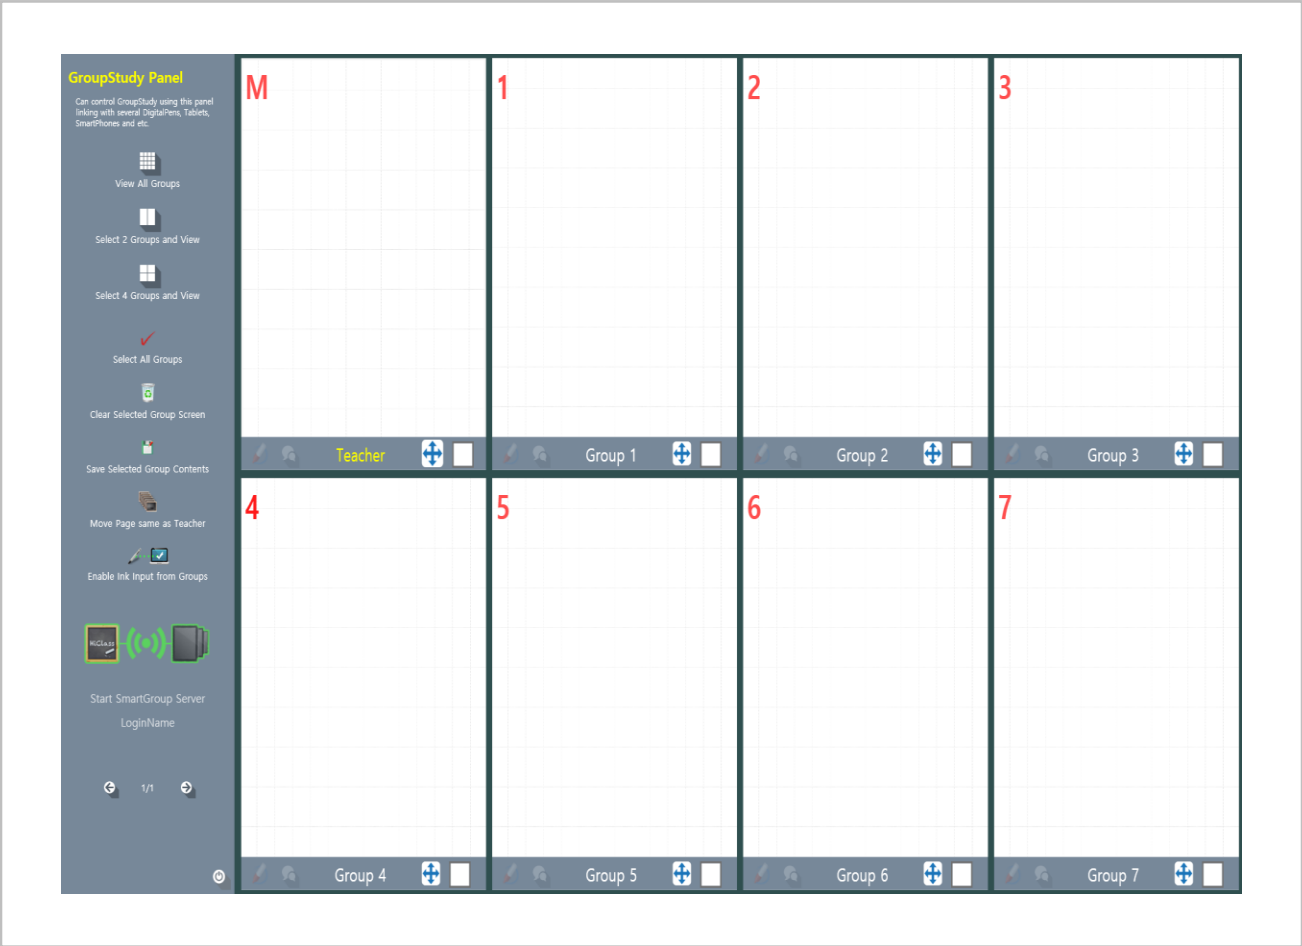 GroupStudy Panel
Can control GroupStudy using this panel
linking with several DigitalPens, Tablets,
SmartPhones and etc.
View All Groups
Select 2 Groups and View
Select 4 Groups and View
Select All Groups
Clear Selected Group Screen
Save Selected Group Contents
Move Page same as Teacher
Enable Ink Input from Groups
Start SmartGroup Server
LoginName
1/1
M
1
2
3
Teacher
Group 1
Group 2
Group 3
4
5
6
7
Group 4
Group 5
Group 6
Group 7